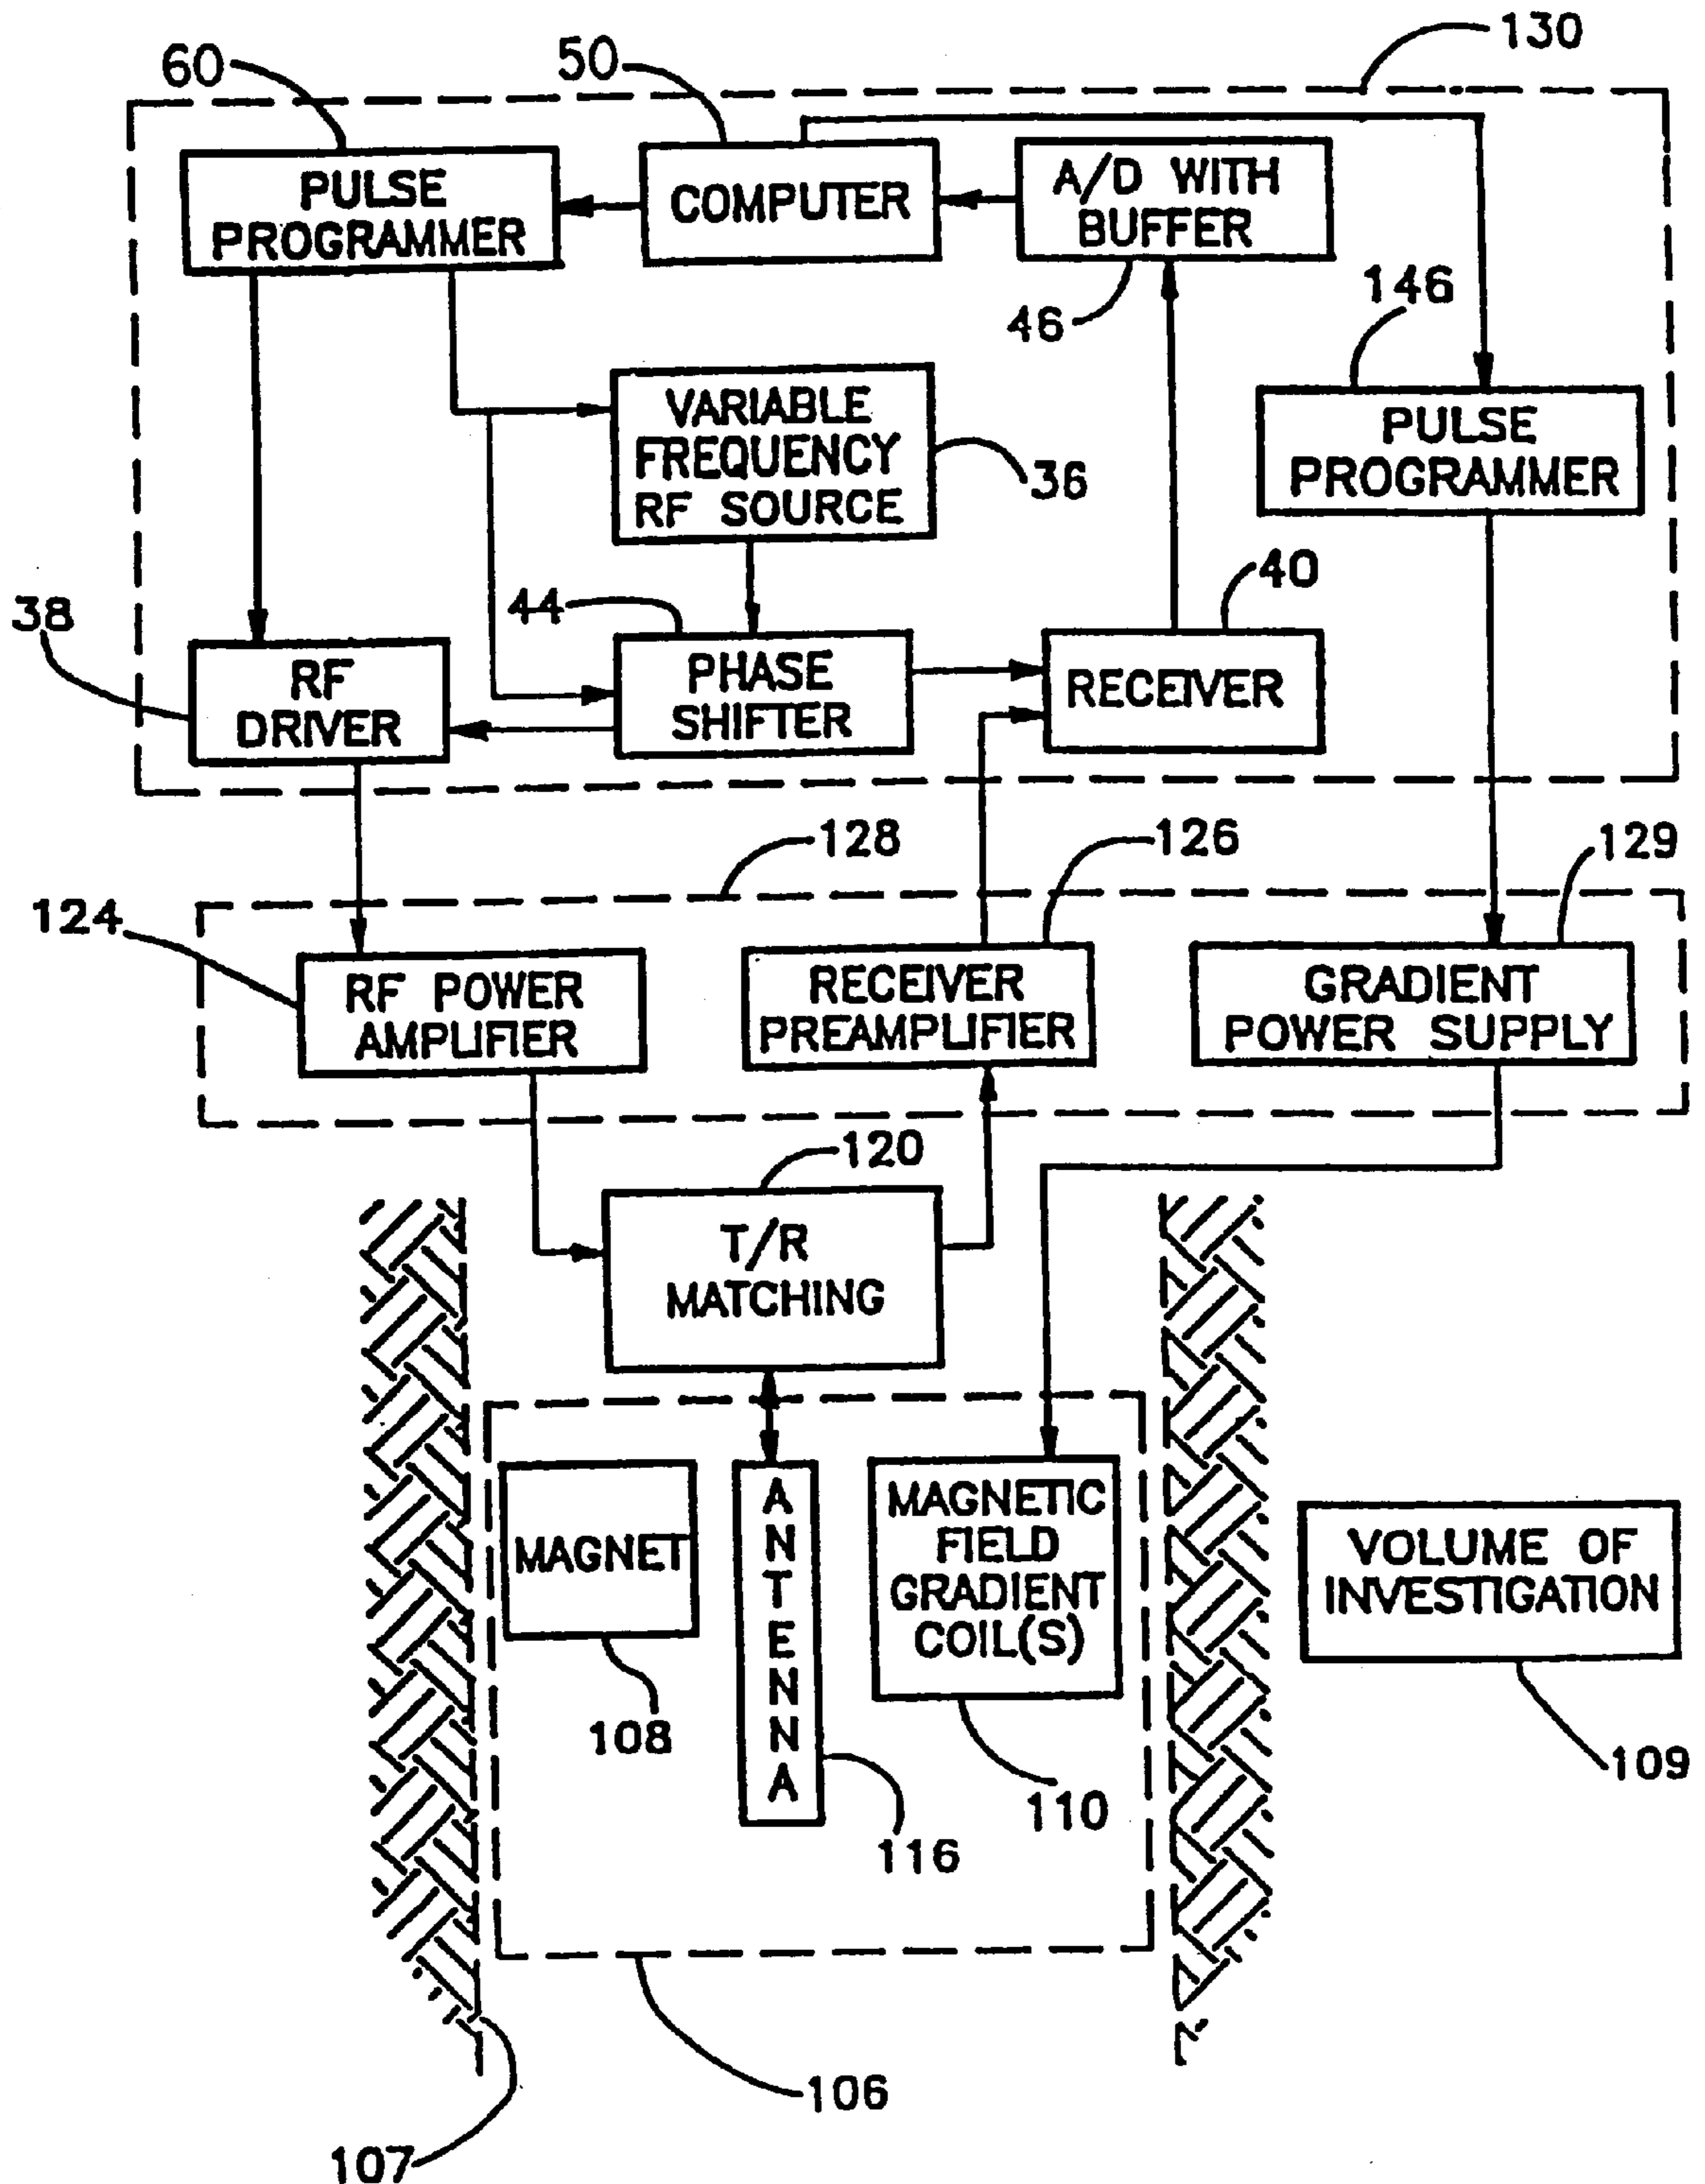 130
60
50
PULSE
PROGRAMMER
COMPUTER
A/D WITH
BUFFER
46
146
VARIABLE
FREQUENCY
RF SOURCE
36
PULSE
PROGRAMMER
44
40
38
RF
DRIVER
PHASE
SHIFTER
RECEIVER
128
126
129
124
RF POWER
AMPLIFIER
RECEIVER
PREAMPLIFIER
GRADIENT
POWER SUPPLY
120
T/R
MATCHING
MAGNET
ANTENNA
MAGNETIC
FIELD
GRADIENT
COIL(S)
VOLUME OF
INVESTIGATION
108
116
110
109
106
107